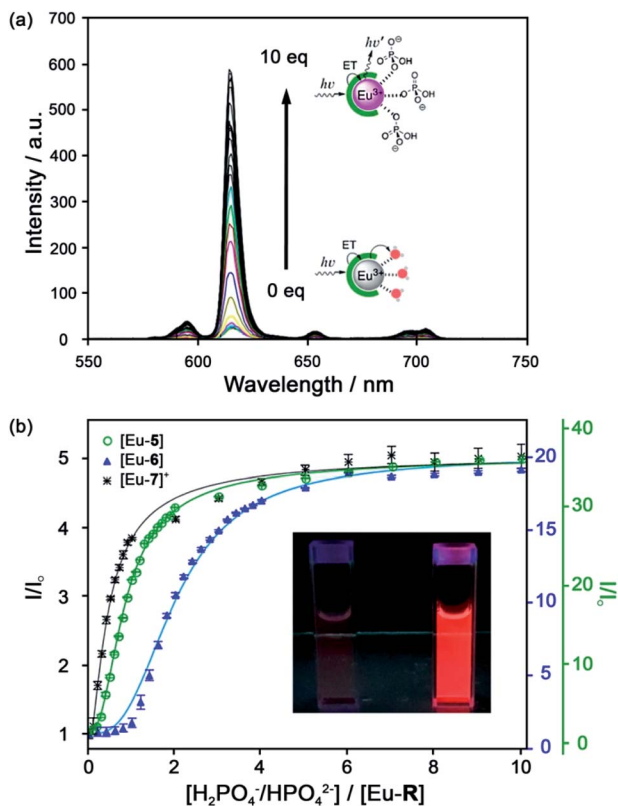 (a)
700
600
500
400
300
200
100
0
Intensity / a.u.
550
600
650
700
750
Wavelength / nm
10 eq
0 eq
hν'
ET
hν
Eu³⁺
O⊖
O=P
OH
O
O⊖
O=P
OH
O
O
O=P
OH
O⊖
ET
hν
Eu³⁺
(b)
[Eu-5]
[Eu-6]
[Eu-7]⁺
5
4
3
2
1
I/Iₒ
0
2
4
6
8
10
[H₂PO₄⁻/HPO₄²⁻] / [Eu-R]
20
15
10
5
0
I/Iₒ
40
30
20
10
0
I/Iₒ